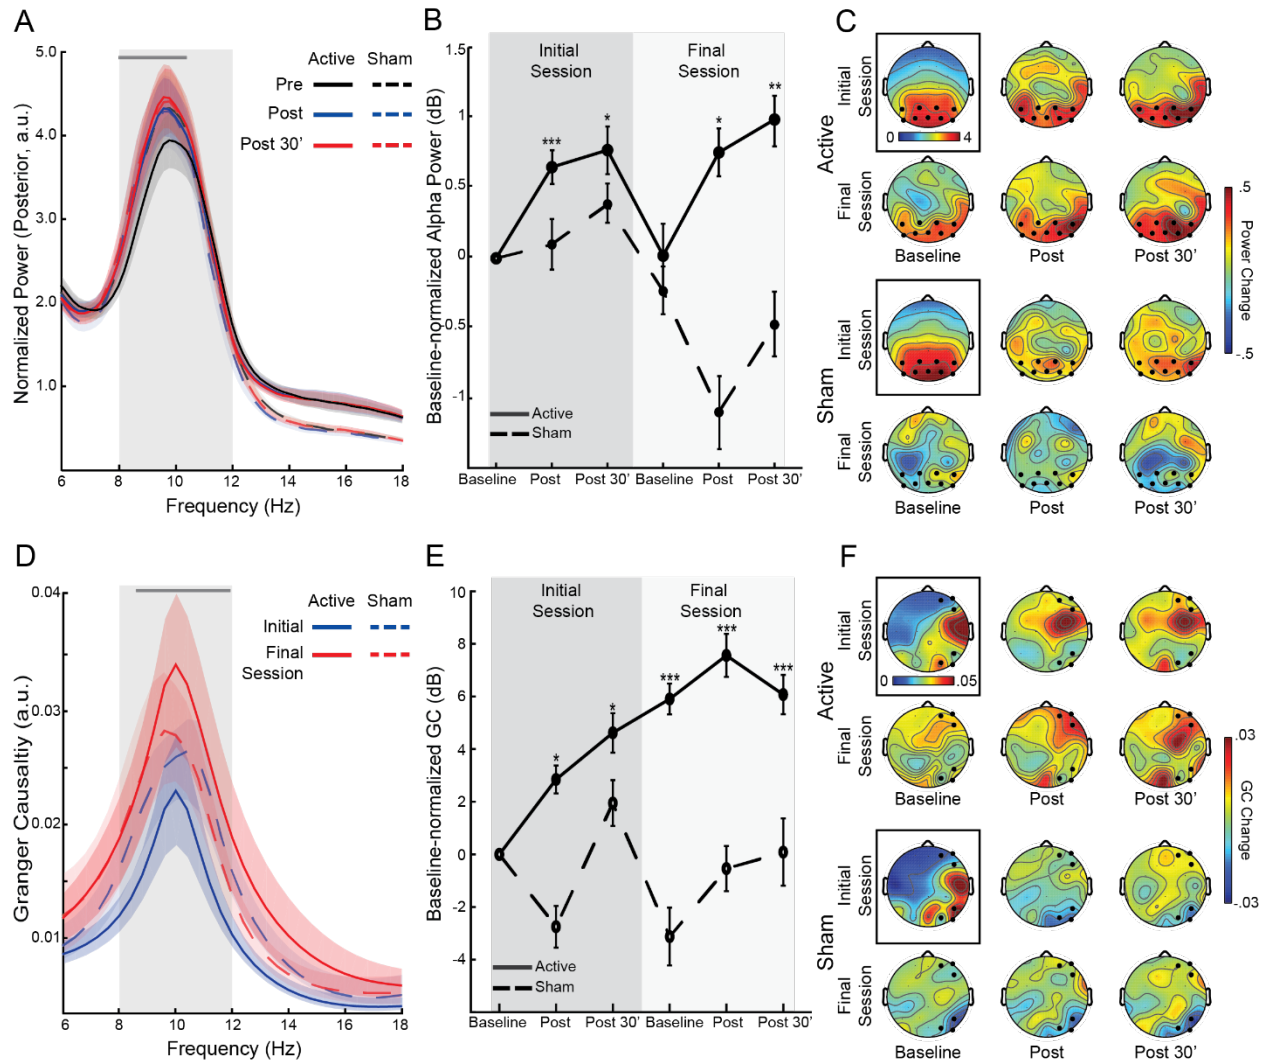 A
Normalized Power (Posterior, a.u.)
5.0
4.0
3.0
2.0
1.0
6 8 10 12 14 16 18
Frequency (Hz)
Active Sham
Pre
Post
Post 30'
B
Baseline-normalized Alpha Power (dB)
1.5
1
0.5
0
-0.5
-1
Initial
Session
Final
Session
*** * * **
Active
Sham
Baseline Post Post 30' Baseline Post Post 30'
C
Active
Initial
Session
0 4
Final
Session
Baseline Post Post 30'
Sham
Initial
Session
Final
Session
Baseline Post Post 30'
.5
Power Change
-.5
D
Granger Causaltiy (a.u.)
0.04
0.03
0.02
0.01
6 8 10 12 14 16 18
Frequency (Hz)
Active Sham
Initial
Final
Session
E
Baseline-normalized GC (dB)
10
8
6
4
2
0
-2
-4
Initial
Session
Final
Session
* * *** *** ***
Active
Sham
Baseline Post Post 30' Baseline Post Post 30'
F
Active
Initial
Session
0 .05
Final
Session
Baseline Post Post 30'
Sham
Initial
Session
Final
Session
Baseline Post Post 30'
.03
GC Change
-.03